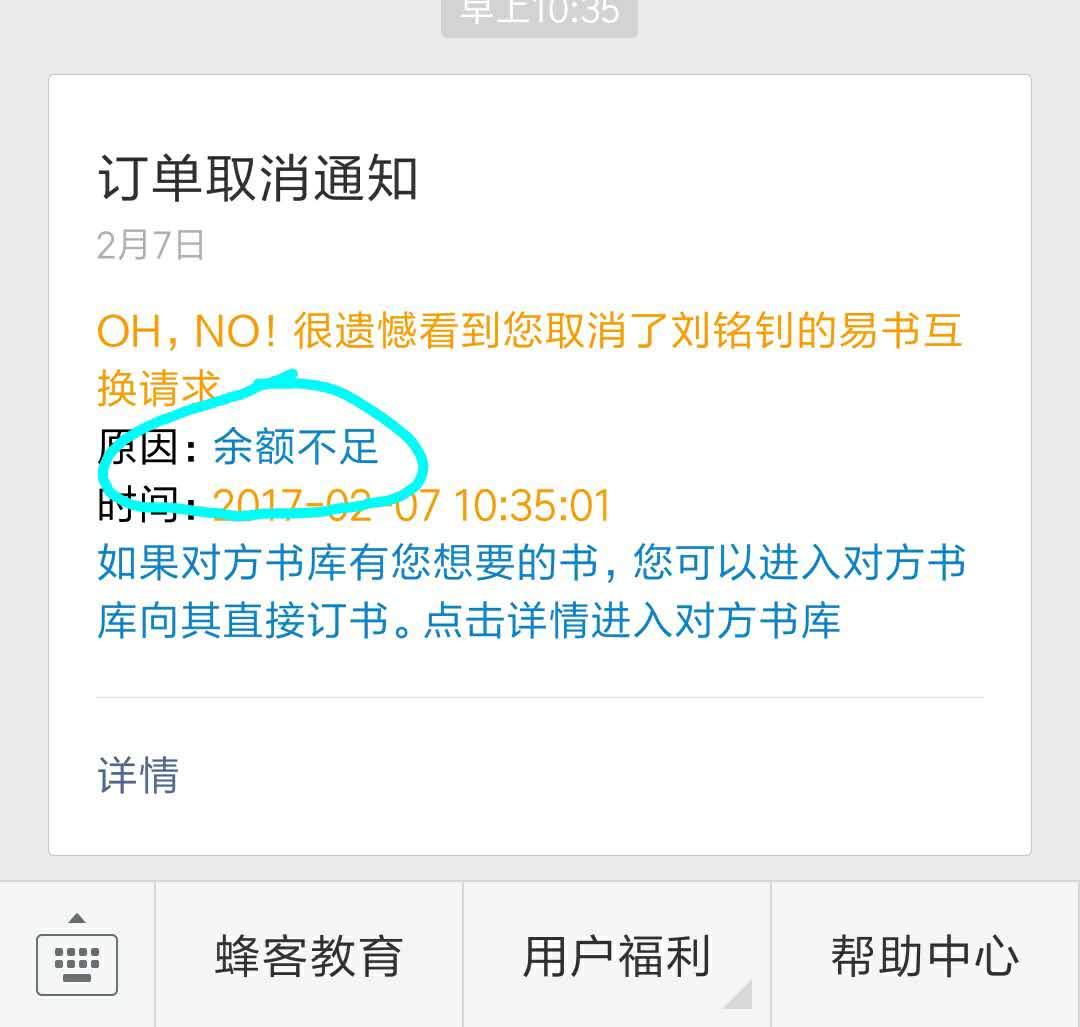 早上10:35
订单取消通知
2月7日
OH，NO！很遗憾看到您取消了刘铭钊的易书互
换请求
原因：余额不足
时间：2017-02-07 10:35:01
如果对方书库有您想要的书，您可以进入对方书
库向其直接订书。点击详情进入对方书库
详情
蜂客教育
用户福利
帮助中心